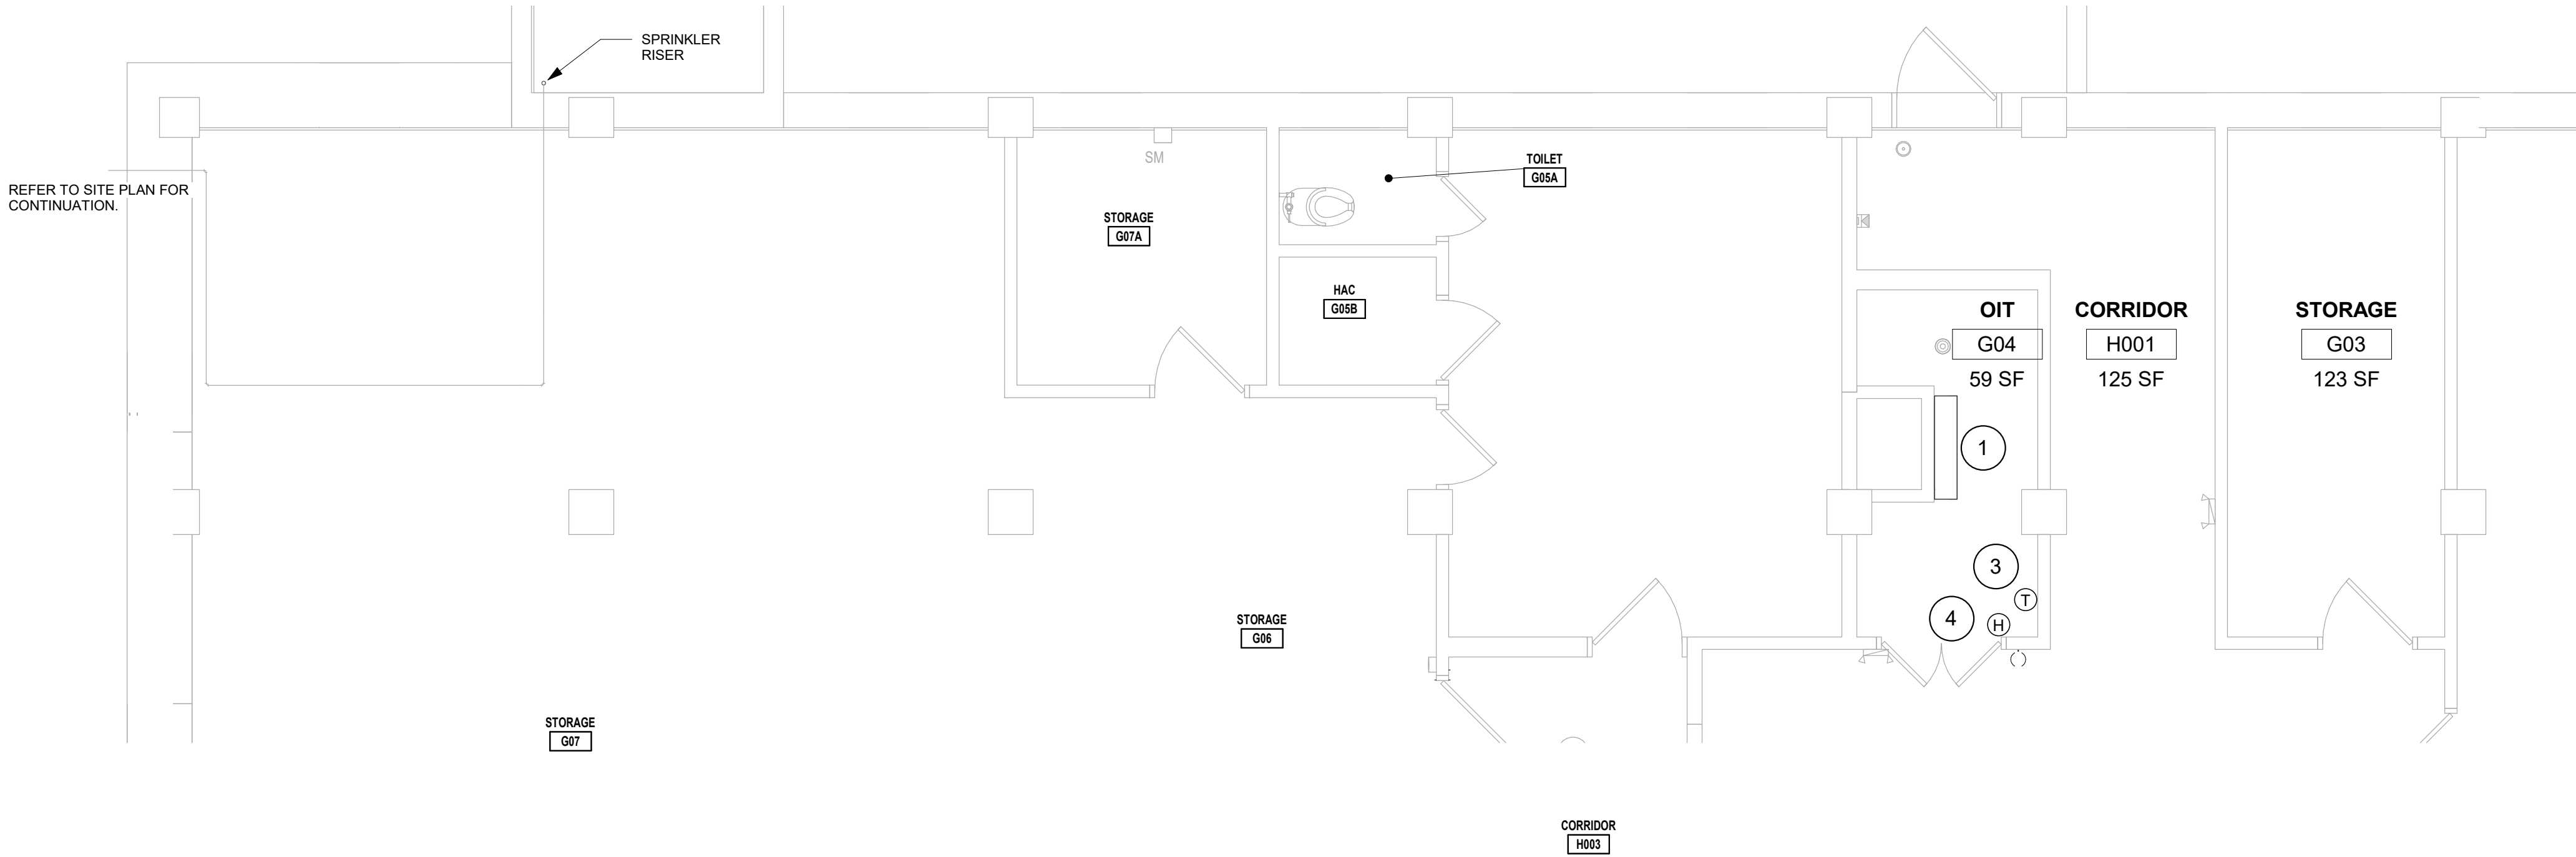 SPRINKLER
RISER
REFER TO SITE PLAN FOR
CONTINUATION.
SM
TOILET
G05A
STORAGE
G07A
HAC
G05B
OIT
G04
59 SF
CORRIDOR
H001
125 SF
STORAGE
G03
123 SF
1
3
T
4
H
STORAGE
G06
STORAGE
G07
CORRIDOR
H003